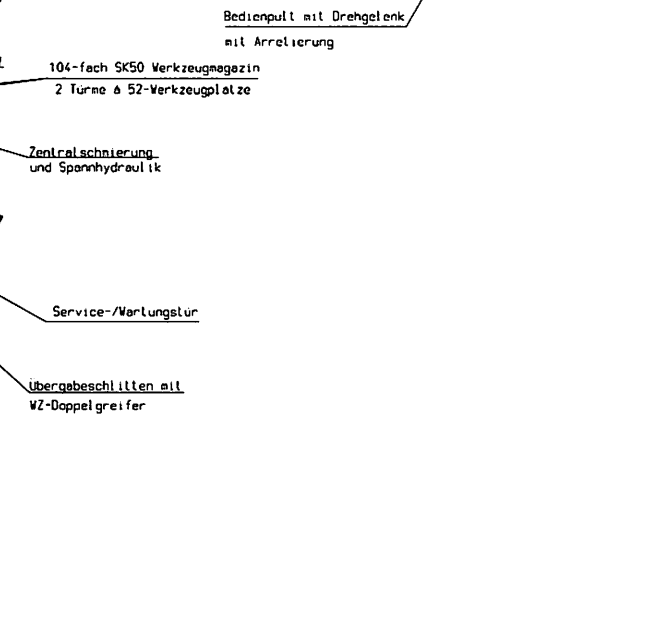 Bedienpult mit Drehgelenk
mit Arretierung
104-fach SK50 Werkzeugmagazin
2 Türme á 52-Werkzeugplätze
Zentralschmierung
und Spannhydraulik
Service-/Wartungstür
Übergabeschlitten mit
WZ-Doppelgreifer